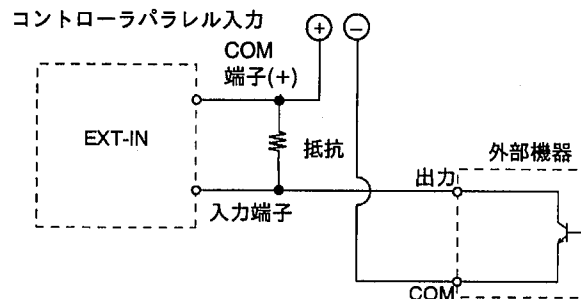 コントローラパラレル入力
+
−
COM
端子(+)
EXT-IN
抵抗
外部機器
出力
入力端子
COM